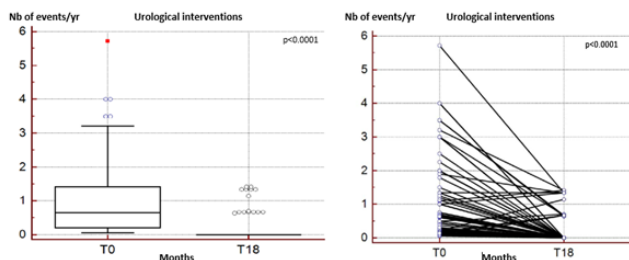 Nb of events/yr Urological interventions
p<0.0001
6
5
4
3
2
1
0
T0 T18
Months
Nb of events/yr Urological interventions
p<0.0001
6
5
4
3
2
1
0
T0 T18
Months